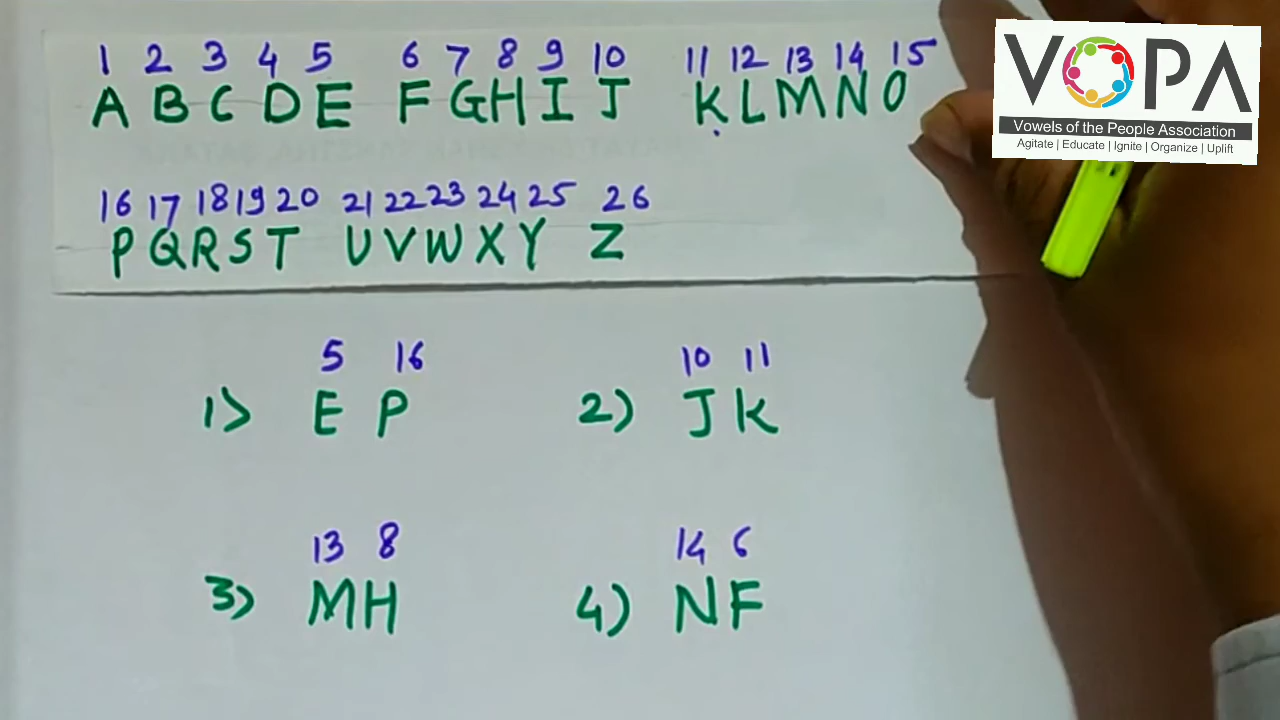 1 2 3 4 5 6 7 8 9 10 11 12 13 14 15
A B C D E F G H I J K L M N O
16 17 18 19 20 21 22 23 24 25 26
P Q R S T U V W X Y Z
5 16 10 11
1) E P 2) J K
13 8 14 6
3) M H 4) N F
VOPA
Vowels of the People Association
Agitate | Educate | Ignite | Organize | Uplift